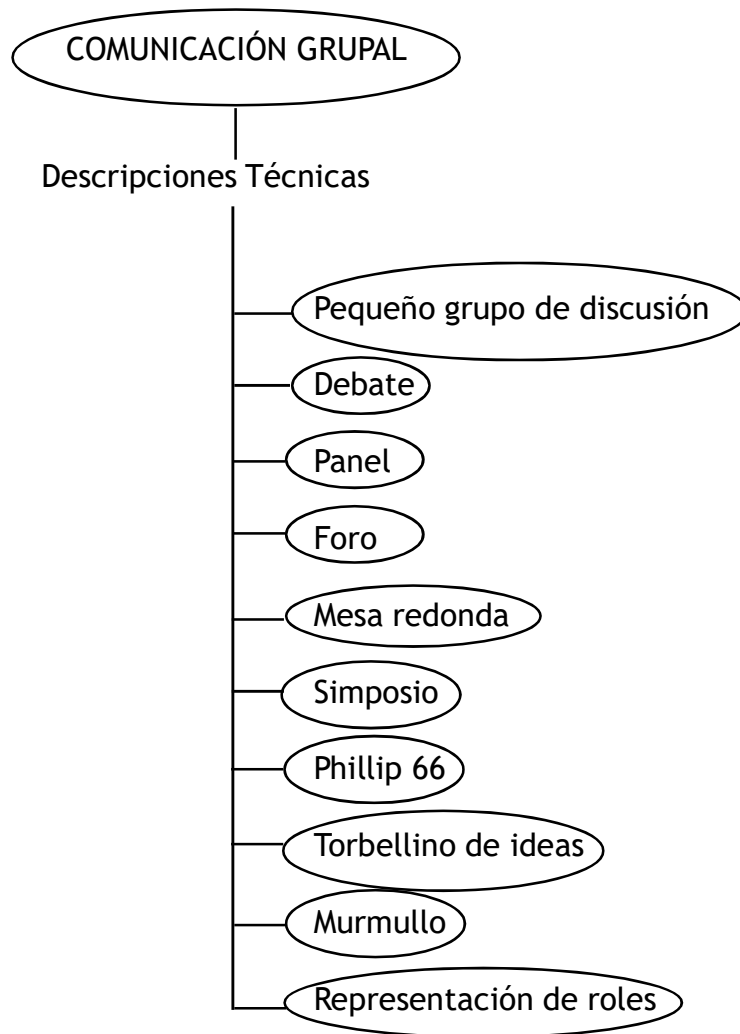 COMUNICACIÓN GRUPAL
Descripciones Técnicas
Pequeño grupo de discusión
Debate
Panel
Foro
Mesa redonda
Simposio
Phillip 66
Torbellino de ideas
Murmullo
Representación de roles